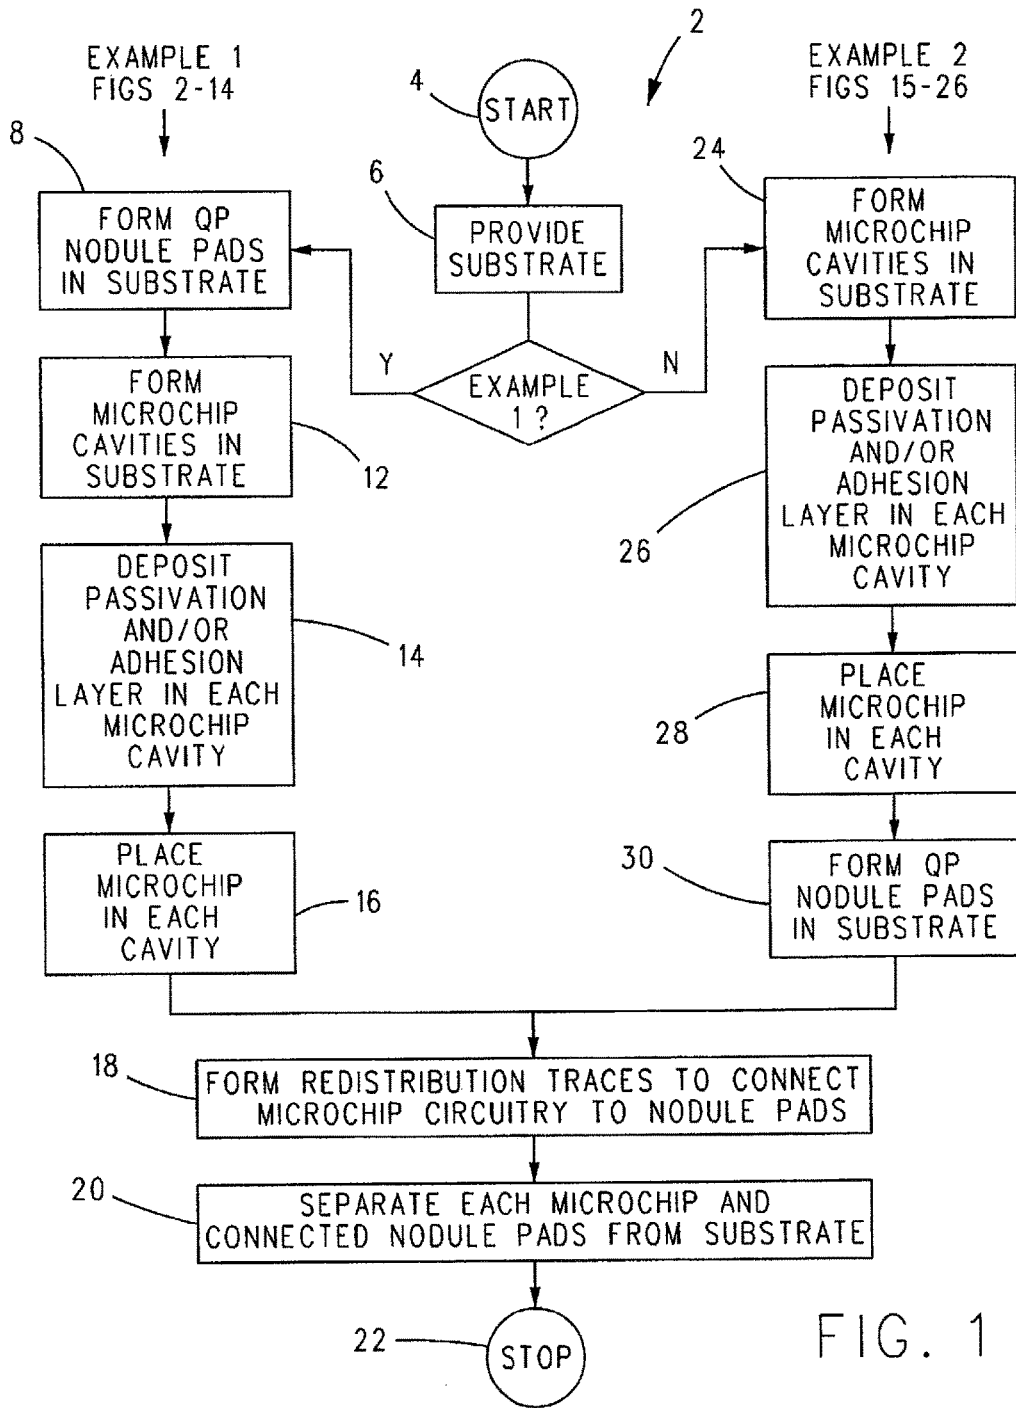 2
EXAMPLE 1
FIGS 2-14
4
START
EXAMPLE 2
FIGS 15-26
8
FORM QP
NODULE PADS
IN SUBSTRATE
6
PROVIDE
SUBSTRATE
24
FORM
MICROCHIP
CAVITIES IN
SUBSTRATE
Y
EXAMPLE
1 ?
N
FORM
MICROCHIP
CAVITIES IN
SUBSTRATE
12
DEPOSIT
PASSIVATION
AND/OR
ADHESION
LAYER IN EACH
MICROCHIP
CAVITY
26
DEPOSIT
PASSIVATION
AND/OR
ADHESION
LAYER IN EACH
MICROCHIP
CAVITY
14
PLACE
MICROCHIP
IN EACH
CAVITY
28
PLACE
MICROCHIP
IN EACH
CAVITY
16
30
FORM QP
NODULE PADS
IN SUBSTRATE
18
FORM REDISTRIBUTION TRACES TO CONNECT
MICROCHIP CIRCUITRY TO NODULE PADS
20
SEPARATE EACH MICROCHIP AND
CONNECTED NODULE PADS FROM SUBSTRATE
22
STOP
FIG. 1